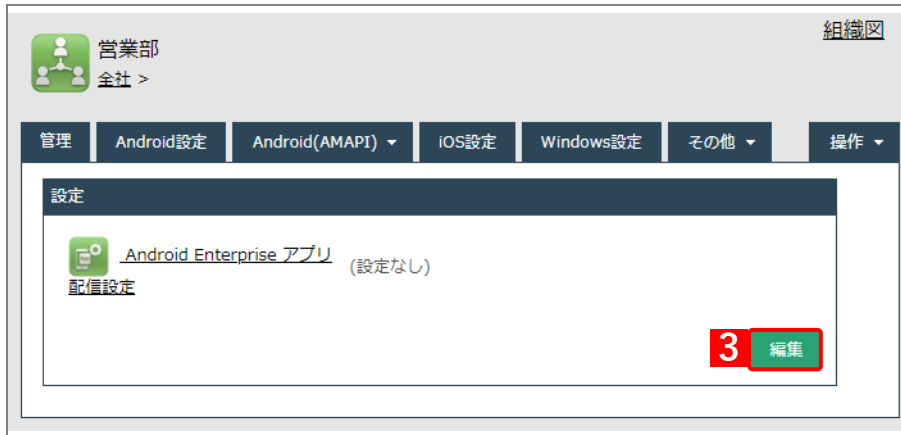 組織図
営業部
全社 >
管理 Android設定 Android(AMAPI) ▼ iOS設定 Windows設定 その他 ▼ 操作 ▼
設定
Android Enterprise アプリ (設定なし)
配信設定
3 編集